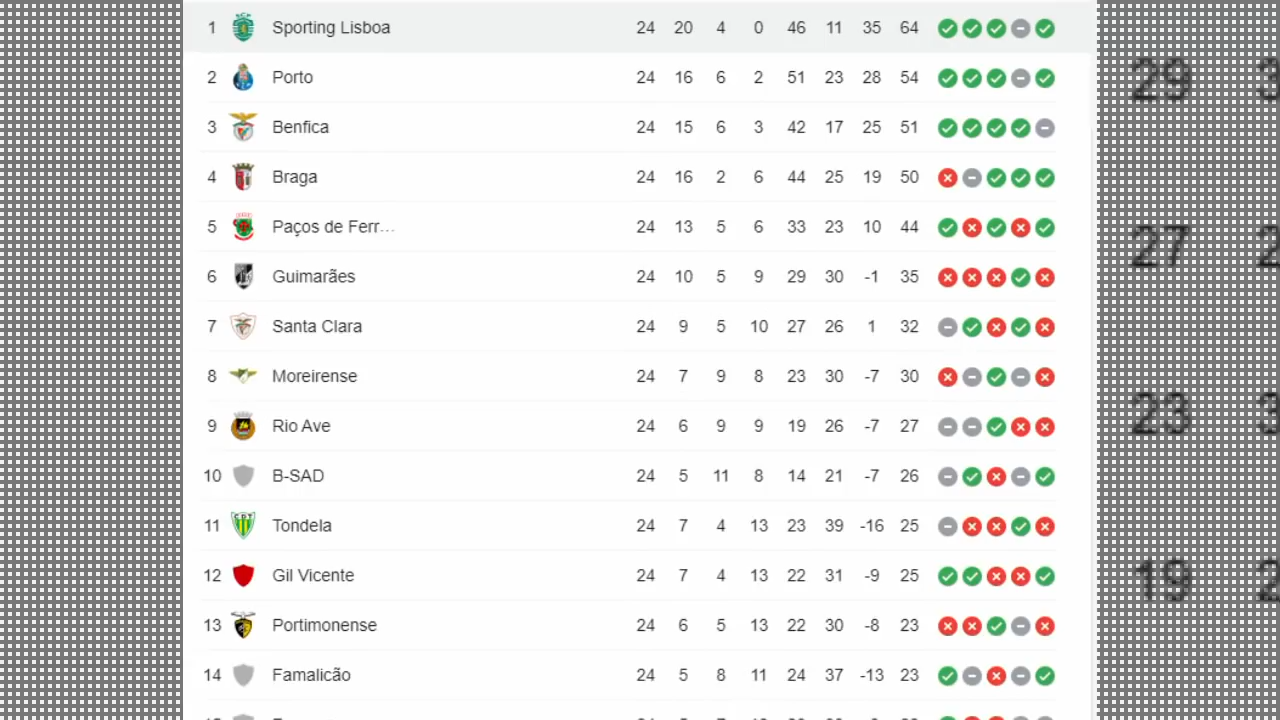 1 Sporting Lisboa 24 20 4 0 46 11 35 64
2 Porto 24 16 6 2 51 23 28 54
3 Benfica 24 15 6 3 42 17 25 51
4 Braga 24 16 2 6 44 25 19 50
5 Paços de Ferr... 24 13 5 6 33 23 10 44
6 Guimarães 24 10 5 9 29 30 -1 35
7 Santa Clara 24 9 5 10 27 26 1 32
8 Moreirense 24 7 9 8 23 30 -7 30
9 Rio Ave 24 6 9 9 19 26 -7 27
10 B-SAD 24 5 11 8 14 21 -7 26
11 Tondela 24 7 4 13 23 39 -16 25
12 Gil Vicente 24 7 4 13 22 31 -9 25
13 Portimonense 24 6 5 13 22 30 -8 23
14 Famalicão 24 5 8 11 24 37 -13 23
29
27
23
19